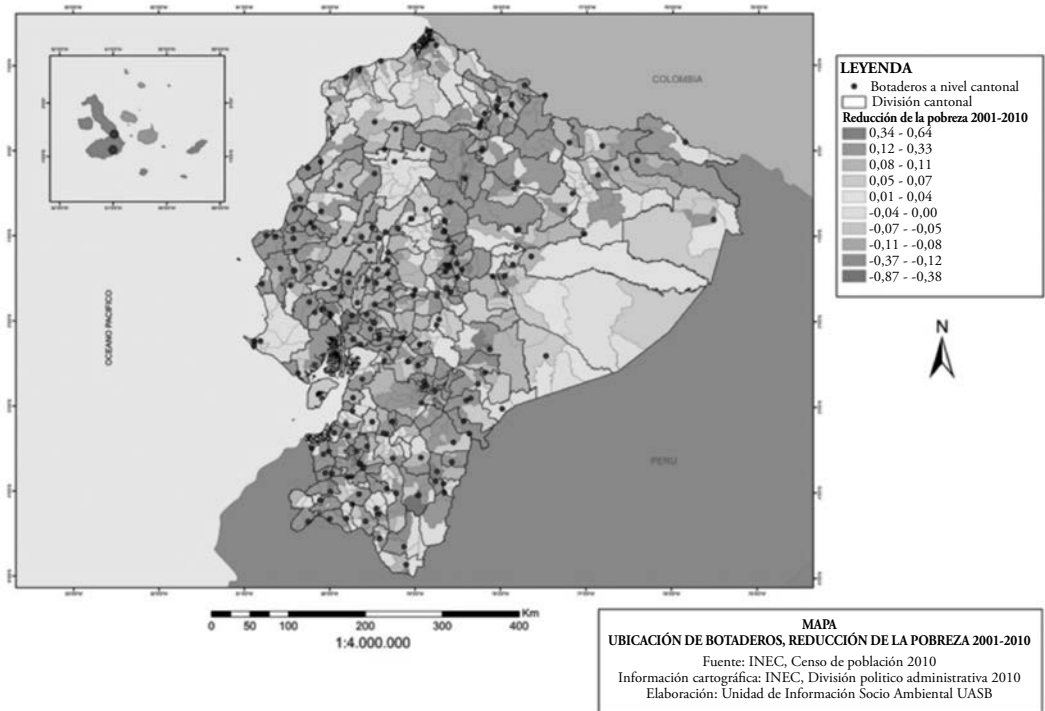 COLOMBIA
OCEANO PACIFICO
PERU
LEYENDA
Botaderos a nivel cantonal
División cantonal
Reducción de la pobreza 2001-2010
0,34 - 0,64
0,12 - 0,33
0,08 - 0,11
0,05 - 0,07
0,01 - 0,04
-0,04 - 0,00
-0,07 - -0,05
-0,11 - -0,08
-0,37 - -0,12
-0,87 - -0,38
N
Km
0 50 100 200 300 400
1:4.000.000
MAPA
UBICACIÓN DE BOTADEROS, REDUCCIÓN DE LA POBREZA 2001-2010
Fuente: INEC, Censo de población 2010
Información cartográfica: INEC, División politico administrativa 2010
Elaboración: Unidad de Información Socio Ambiental UASB